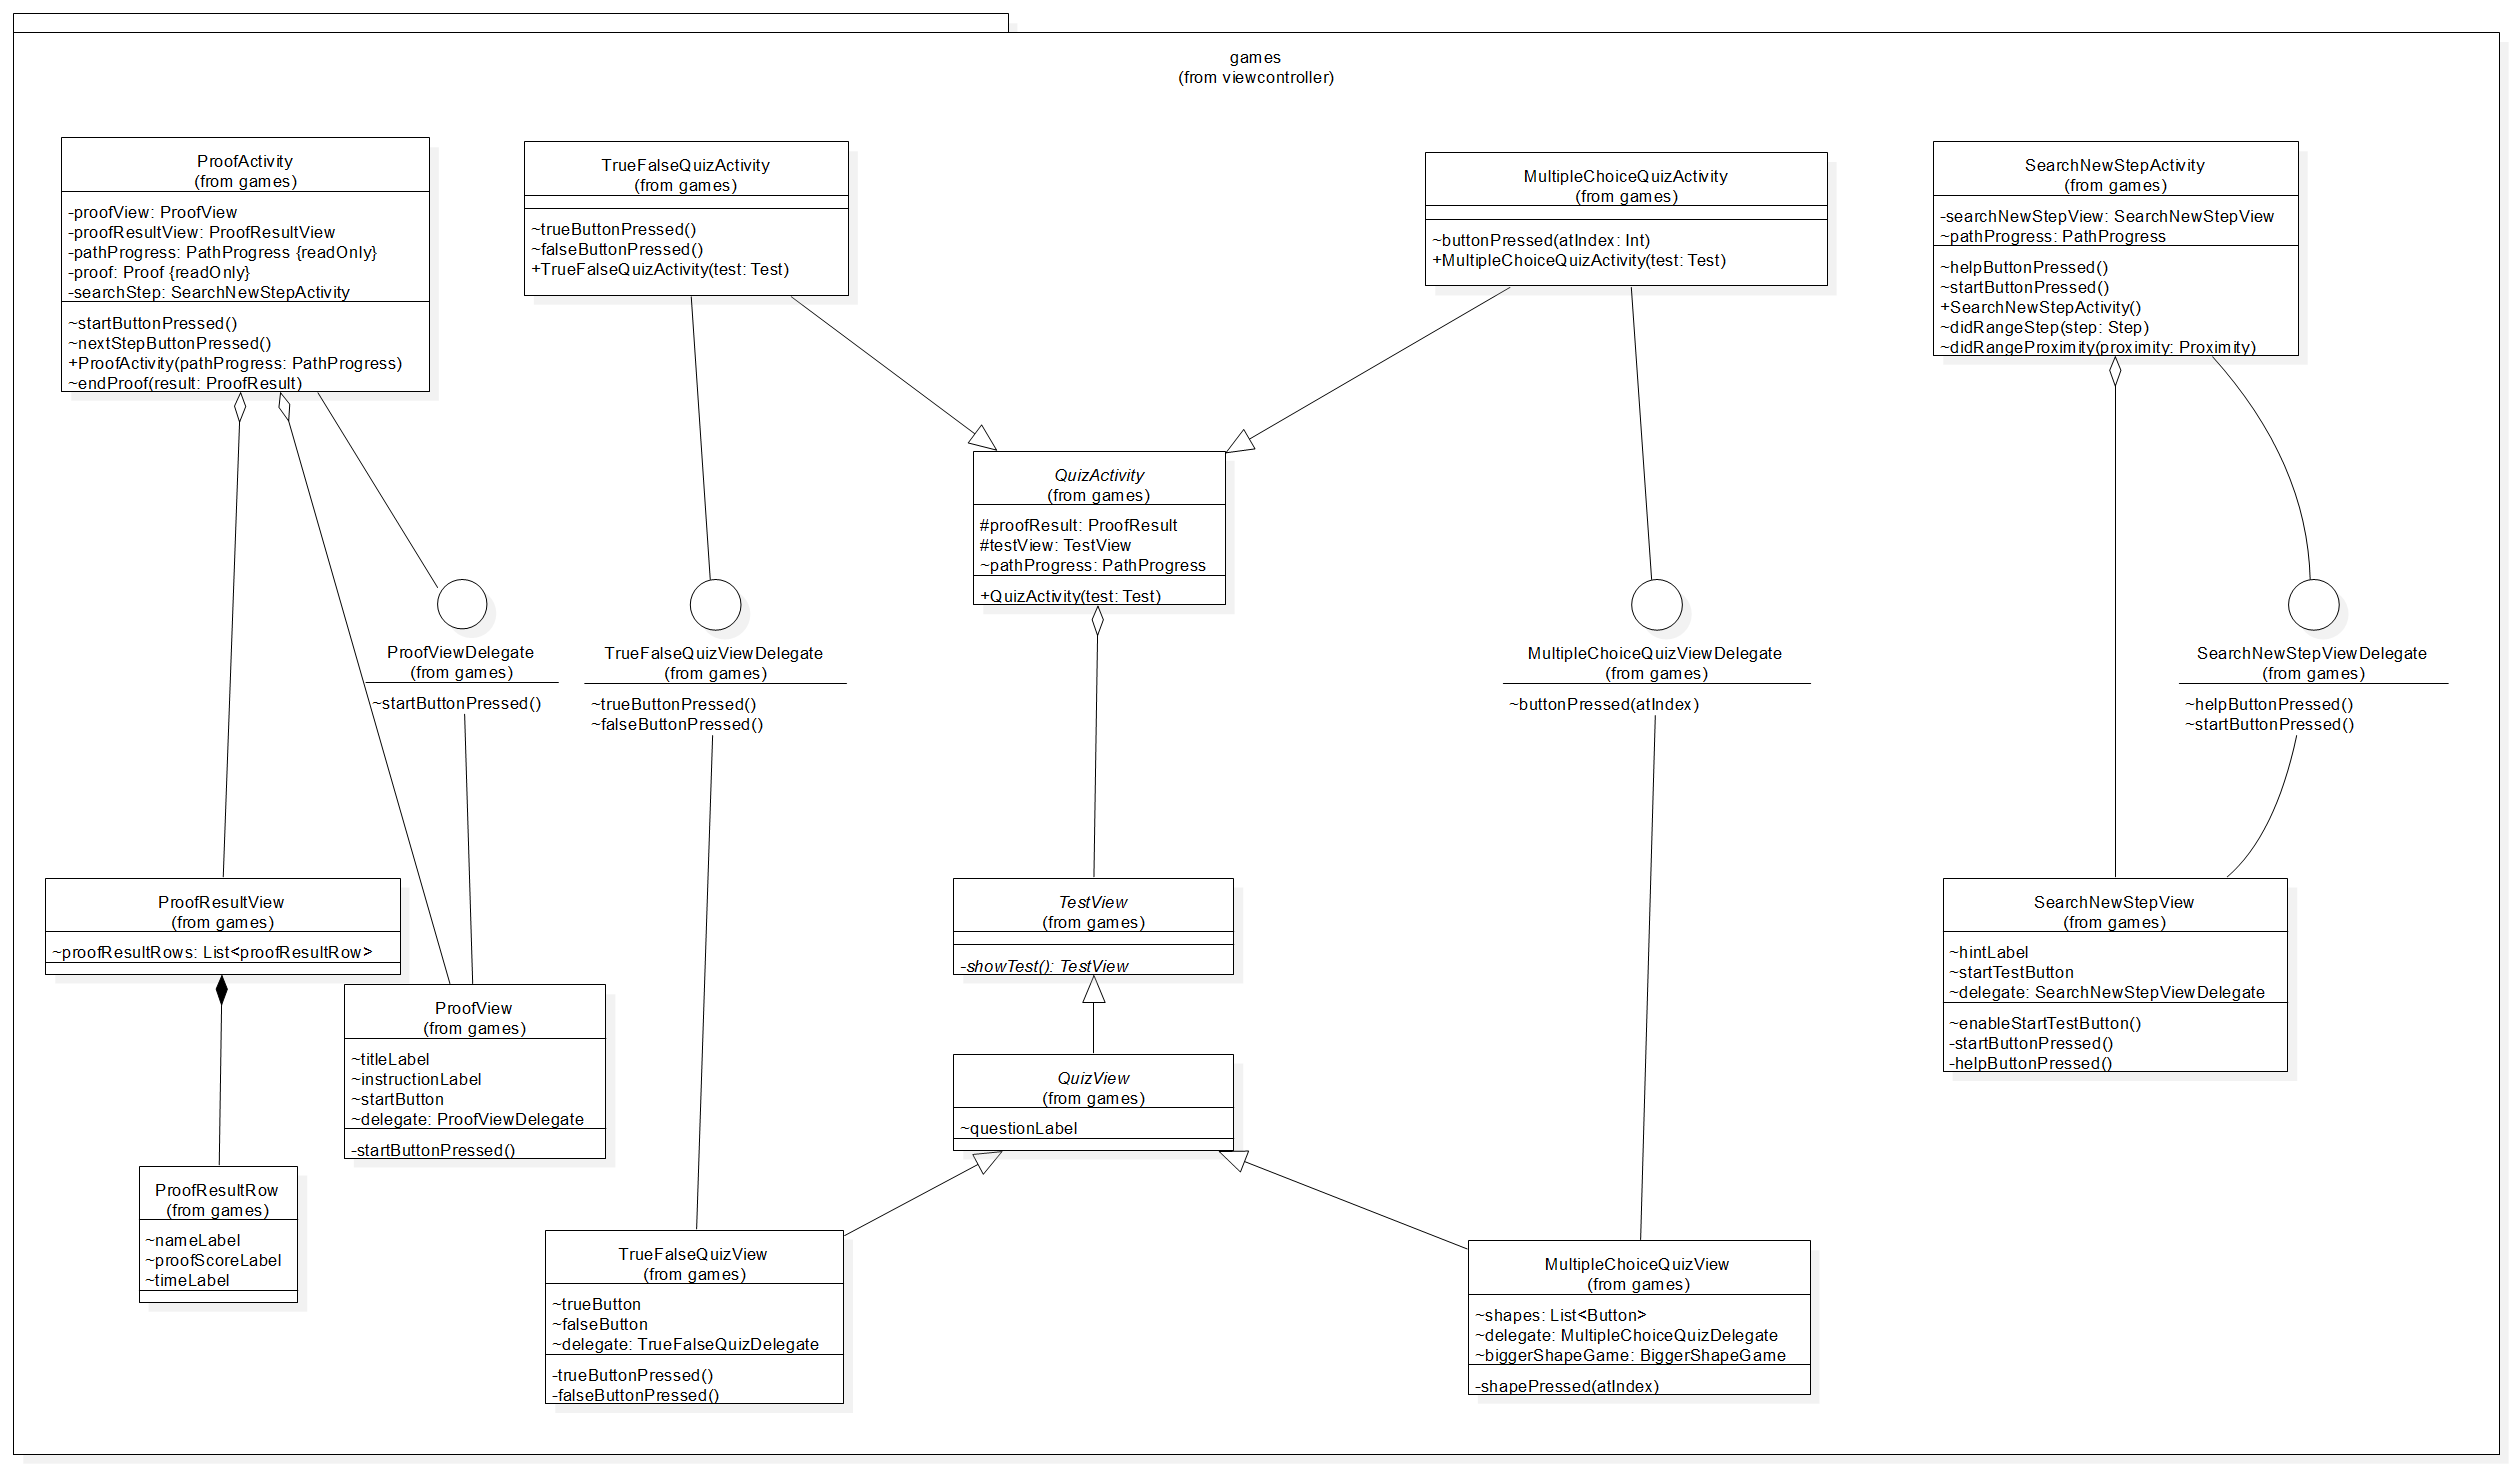 games
(from viewcontroller)
ProofActivity
(from games)
-proofView: ProofView
-proofResultView: ProofResultView
-pathProgress: PathProgress {readOnly}
-proof: Proof {readOnly}
-searchStep: SearchNewStepActivity
~startButtonPressed()
~nextStepButtonPressed()
+ProofActivity(pathProgress: PathProgress)
~endProof(result: ProofResult)
TrueFalseQuizActivity
(from games)
~trueButtonPressed()
~falseButtonPressed()
+TrueFalseQuizActivity(test: Test)
MultipleChoiceQuizActivity
(from games)
~buttonPressed(atIndex: Int)
+MultipleChoiceQuizActivity(test: Test)
SearchNewStepActivity
(from games)
-searchNewStepView: SearchNewStepView
~pathProgress: PathProgress
~helpButtonPressed()
~startButtonPressed()
+SearchNewStepActivity()
~didRangeStep(step: Step)
~didRangeProximity(proximity: Proximity)
QuizActivity
(from games)
#proofResult: ProofResult
#testView: TestView
~pathProgress: PathProgress
+QuizActivity(test: Test)
ProofViewDelegate
(from games)
~startButtonPressed()
TrueFalseQuizViewDelegate
(from games)
~trueButtonPressed()
~falseButtonPressed()
MultipleChoiceQuizViewDelegate
(from games)
~buttonPressed(atIndex)
SearchNewStepViewDelegate
(from games)
~helpButtonPressed()
~startButtonPressed()
ProofResultView
(from games)
~proofResultRows: List<proofResultRow>
ProofView
(from games)
~titleLabel
~instructionLabel
~startButton
~delegate: ProofViewDelegate
-startButtonPressed()
TestView
(from games)
-showTest(): TestView
SearchNewStepView
(from games)
~hintLabel
~startTestButton
~delegate: SearchNewStepViewDelegate
~enableStartTestButton()
-startButtonPressed()
-helpButtonPressed()
QuizView
(from games)
~questionLabel
ProofResultRow
(from games)
~nameLabel
~proofScoreLabel
~timeLabel
TrueFalseQuizView
(from games)
~trueButton
~falseButton
~delegate: TrueFalseQuizDelegate
-trueButtonPressed()
-falseButtonPressed()
MultipleChoiceQuizView
(from games)
~shapes: List<Button>
~delegate: MultipleChoiceQuizDelegate
~biggerShapeGame: BiggerShapeGame
-shapePressed(atIndex)